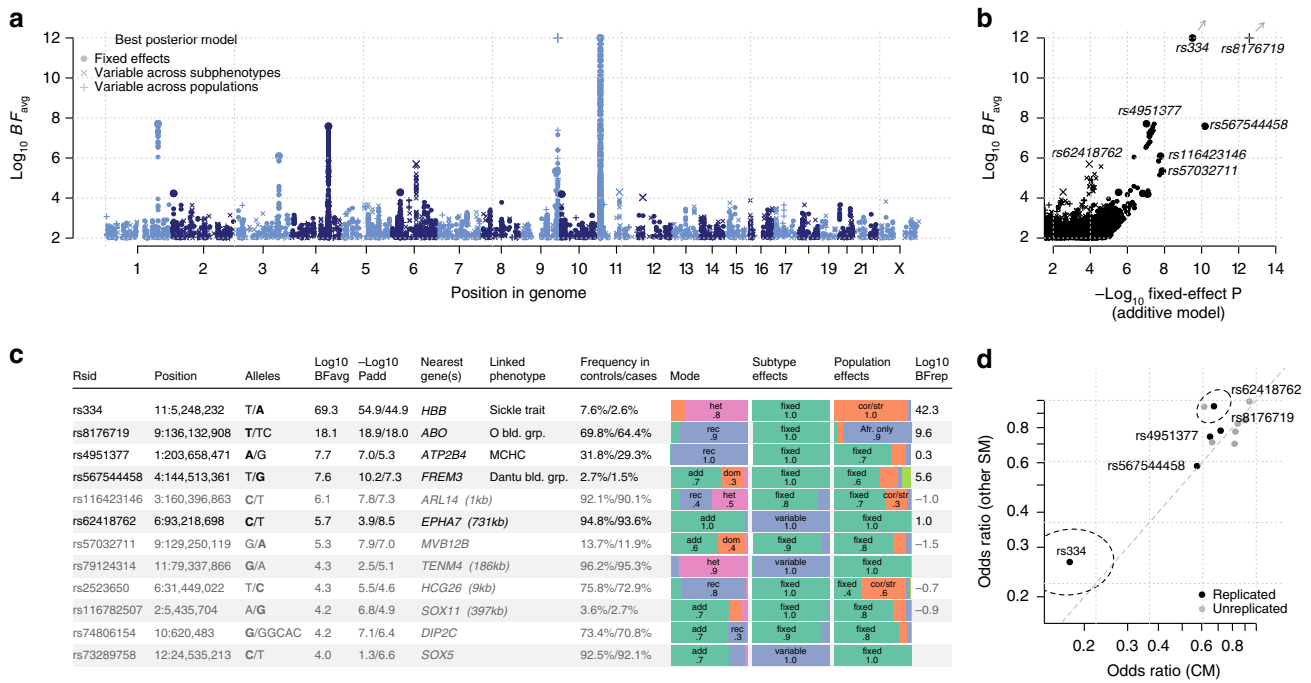 a
Best posterior model
Fixed effects
Variable across subphenotypes
Variable across populations
Log10 BFavg
12
10
8
6
4
2
1 2 3 4 5 6 7 8 9 10 11 12 13 14 15 16 17 19 21 X
Position in genome
b
Log10 BFavg
12
12
10
8
6
4
2
rs334
rs8176719
rs4951377
rs567544458
rs62418762
rs116423146
rs57032711
2 4 6 8 10 12 14
–Log10 fixed-effect P
(additive model)
c
Rsid Position Alleles Log10 BFavg –Log10 Padd Nearest gene(s) Linked phenotype Frequency in controls/cases Mode Subtype effects Population effects Log10 BFrep
rs334 11:5,248,232 T/A 69.3 54.9/44.9 HBB Sickle trait 7.6%/2.6% het .8 fixed 1.0 cor/str 1.0 42.3
rs8176719 9:136,132,908 T/TC 18.1 18.9/18.0 ABO O bld. grp. 69.8%/64.4% rec .9 fixed 1.0 Afr. only .9 9.6
rs4951377 1:203,658,471 A/G 7.7 7.0/5.3 ATP2B4 MCHC 31.8%/29.3% rec 1.0 fixed 1.0 fixed .7 0.3
rs567544458 4:144,513,361 T/G 7.6 10.2/7.3 FREM3 Dantu bld. grp. 2.7%/1.5% add .7 dom .3 fixed 1.0 fixed .6 5.6
rs116423146 3:160,396,863 C/T 6.1 7.8/7.3 ARL14 (1kb) 92.1%/90.1% rec .4 het .5 fixed .8 fixed .7 cor/str .3 –1.0
rs62418762 6:93,218,698 C/T 5.7 3.9/8.5 EPHA7 (731kb) 94.8%/93.6% add 1.0 variable 1.0 fixed 1.0 1.0
rs57032711 9:129,250,119 G/A 5.3 7.9/7.0 MVB12B 13.7%/11.9% add .6 dom .4 fixed .9 fixed .8 –1.5
rs79124314 11:79,337,866 G/A 4.3 2.5/5.1 TENM4 (186kb) 96.2%/95.3% het .9 variable 1.0 fixed 1.0
rs2523650 6:31,449,022 T/C 4.3 5.5/4.6 HCG26 (9kb) 75.8%/72.9% rec .8 fixed 1.0 fixed .4 cor/str .6 –0.7
rs116782507 2:5,435,704 A/G 4.2 6.8/4.9 SOX11 (397kb) 3.6%/2.7% add .7 fixed 1.0 fixed .8 –0.9
rs74806154 10:620,483 G/GGCAC 4.2 7.1/6.4 DIP2C 73.4%/70.8% add .7 rec .3 fixed .9 fixed .8
rs73289758 12:24,535,213 C/T 4.0 1.3/6.6 SOX5 92.5%/92.1% add .7 variable 1.0 fixed 1.0
d
Odds ratio (other SM)
0.8
0.6
0.4
0.3
0.2
rs62418762
rs8176719
rs4951377
rs567544458
rs334
Replicated
Unreplicated
0.2 0.3 0.4 0.6 0.8
Odds ratio (CM)